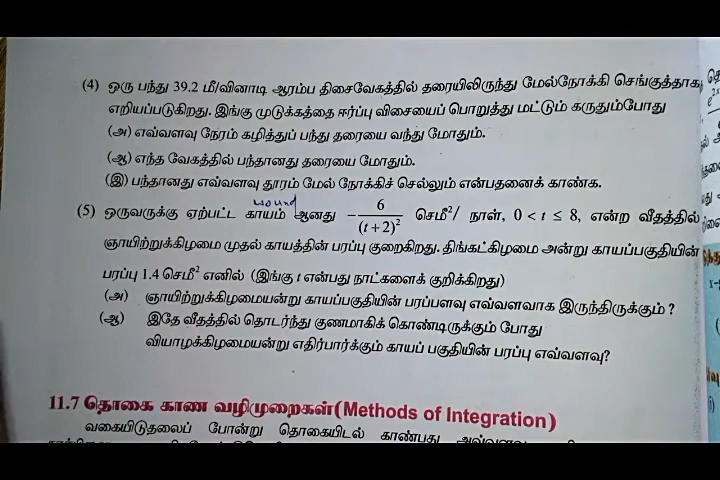 (4) ஒரு பந்து 39.2 மீ/வினாடி ஆரம்ப திசைவேகத்தில் தரையிலிருந்து மேல்நோக்கி செங்குத்தாக
எறியப்படுகிறது. இங்கு முடுக்கத்தை ஈர்ப்பு விசையைப் பொறுத்து மட்டும் கருதும்போது
(அ) எவ்வளவு நேரம் கழித்துப் பந்து தரையை வந்து மோதும்.
(ஆ) எந்த வேகத்தில் பந்தானது தரையை மோதும்.
(இ) பந்தானது எவ்வளவு தூரம் மேல் நோக்கிச் செல்லும் என்பதனைக் காண்க.
wound
(5) ஒருவருக்கு ஏற்பட்ட காயம் ஆனது −6/(t+2)² செமீ²/ நாள், 0 < t ≤ 8, என்ற வீதத்தில்
ஞாயிற்றுக்கிழமை முதல் காயத்தின் பரப்பு குறைகிறது. திங்கட்கிழமை அன்று காயப்பகுதியின்
பரப்பு 1.4 செமீ² எனில் (இங்கு t என்பது நாட்களைக் குறிக்கிறது)
(அ) ஞாயிற்றுக்கிழமையன்று காயப்பகுதியின் பரப்பளவு எவ்வளவாக இருந்திருக்கும் ?
(ஆ) இதே வீதத்தில் தொடர்ந்து குணமாகிக் கொண்டிருக்கும் போது
வியாழக்கிழமையன்று எதிர்பார்க்கும் காயப் பகுதியின் பரப்பு எவ்வளவு?
11.7 தொகை காண வழிமுறைகள்(Methods of Integration)
வகையிடுதலைப் போன்று தொகையிடல் காண்பது அவ்வளவு